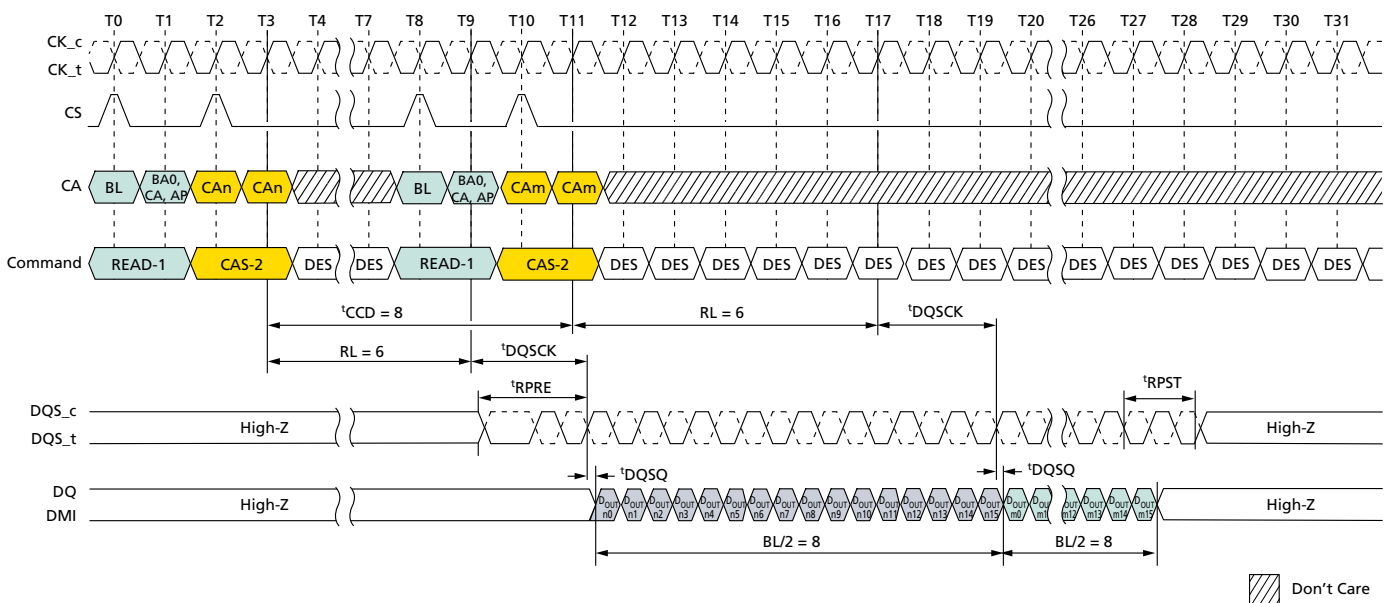 T0 T1 T2 T3 T4 T7 T8 T9 T10 T11 T12 T13 T14 T15 T16 T17 T18 T19 T20 T26 T27 T28 T29 T30 T31
CK_c
CK_t
CS
CA BL BA0, CA, AP CAn CAn BL BA0, CA, AP CAm CAm
Command READ-1 CAS-2 DES DES READ-1 CAS-2 DES DES DES DES DES DES DES DES DES DES DES DES DES DES DES
tCCD = 8 RL = 6 tDQSCK
RL = 6 tDQSCK
tRPRE tRPST
DQS_c
DQS_t High-Z High-Z
tDQSQ tDQSQ
DQ
DMI High-Z DOUT n0 DOUT n1 DOUT n2 DOUT n3 DOUT n4 DOUT n5 DOUT n6 DOUT n7 DOUT n8 DOUT n9 DOUT n10 DOUT n11 DOUT n12 DOUT n13 DOUT n14 DOUT n15 DOUT m0 DOUT m12 DOUT m13 DOUT m14 DOUT m15 High-Z
BL/2 = 8 BL/2 = 8
Don't Care